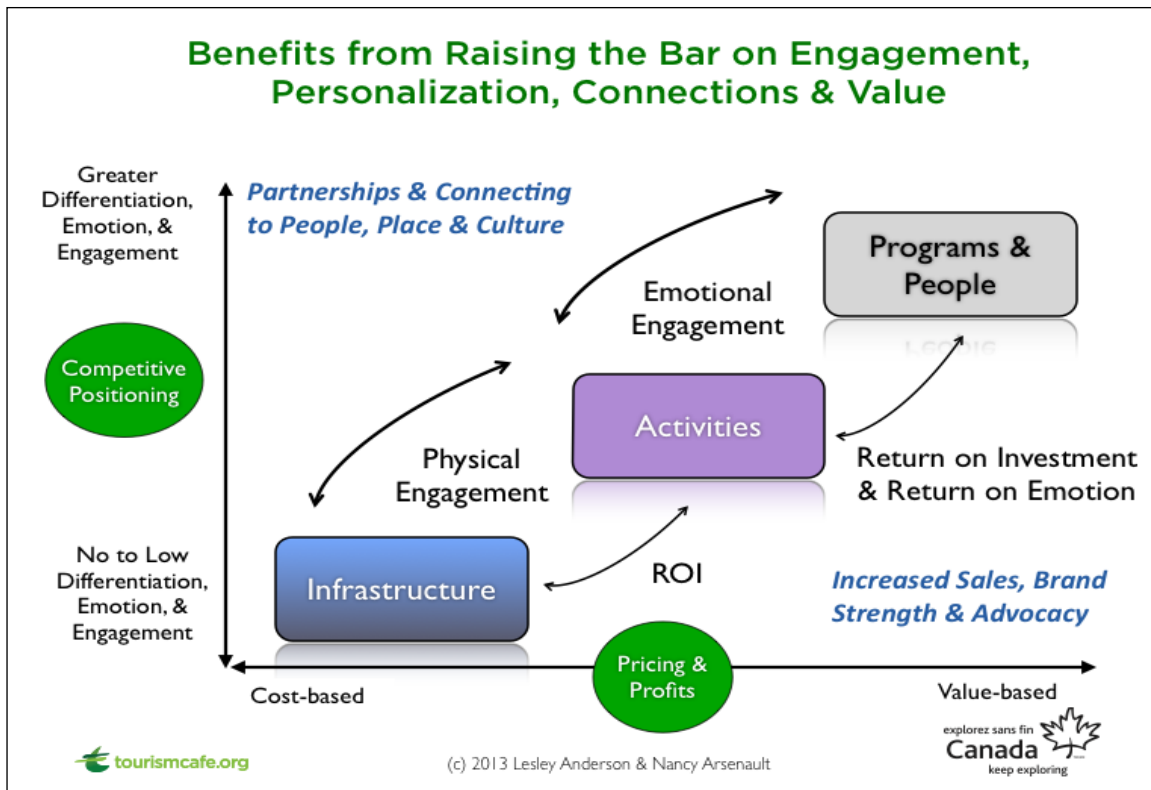 Benefits from Raising the Bar on Engagement,
Personalization, Connections & Value
Greater
Differentiation,
Emotion, &
Engagement
Partnerships & Connecting
to People, Place & Culture
Programs &
People
Emotional
Engagement
Competitive
Positioning
Activities
Physical
Engagement
Return on Investment
& Return on Emotion
No to Low
Differentiation,
Emotion, &
Engagement
Infrastructure
ROI
Increased Sales, Brand
Strength & Advocacy
Pricing &
Profits
Cost-based
Value-based
tourismcafe.org
(c) 2013 Lesley Anderson & Nancy Arsenault
explorez sans fin
Canada
keep exploring